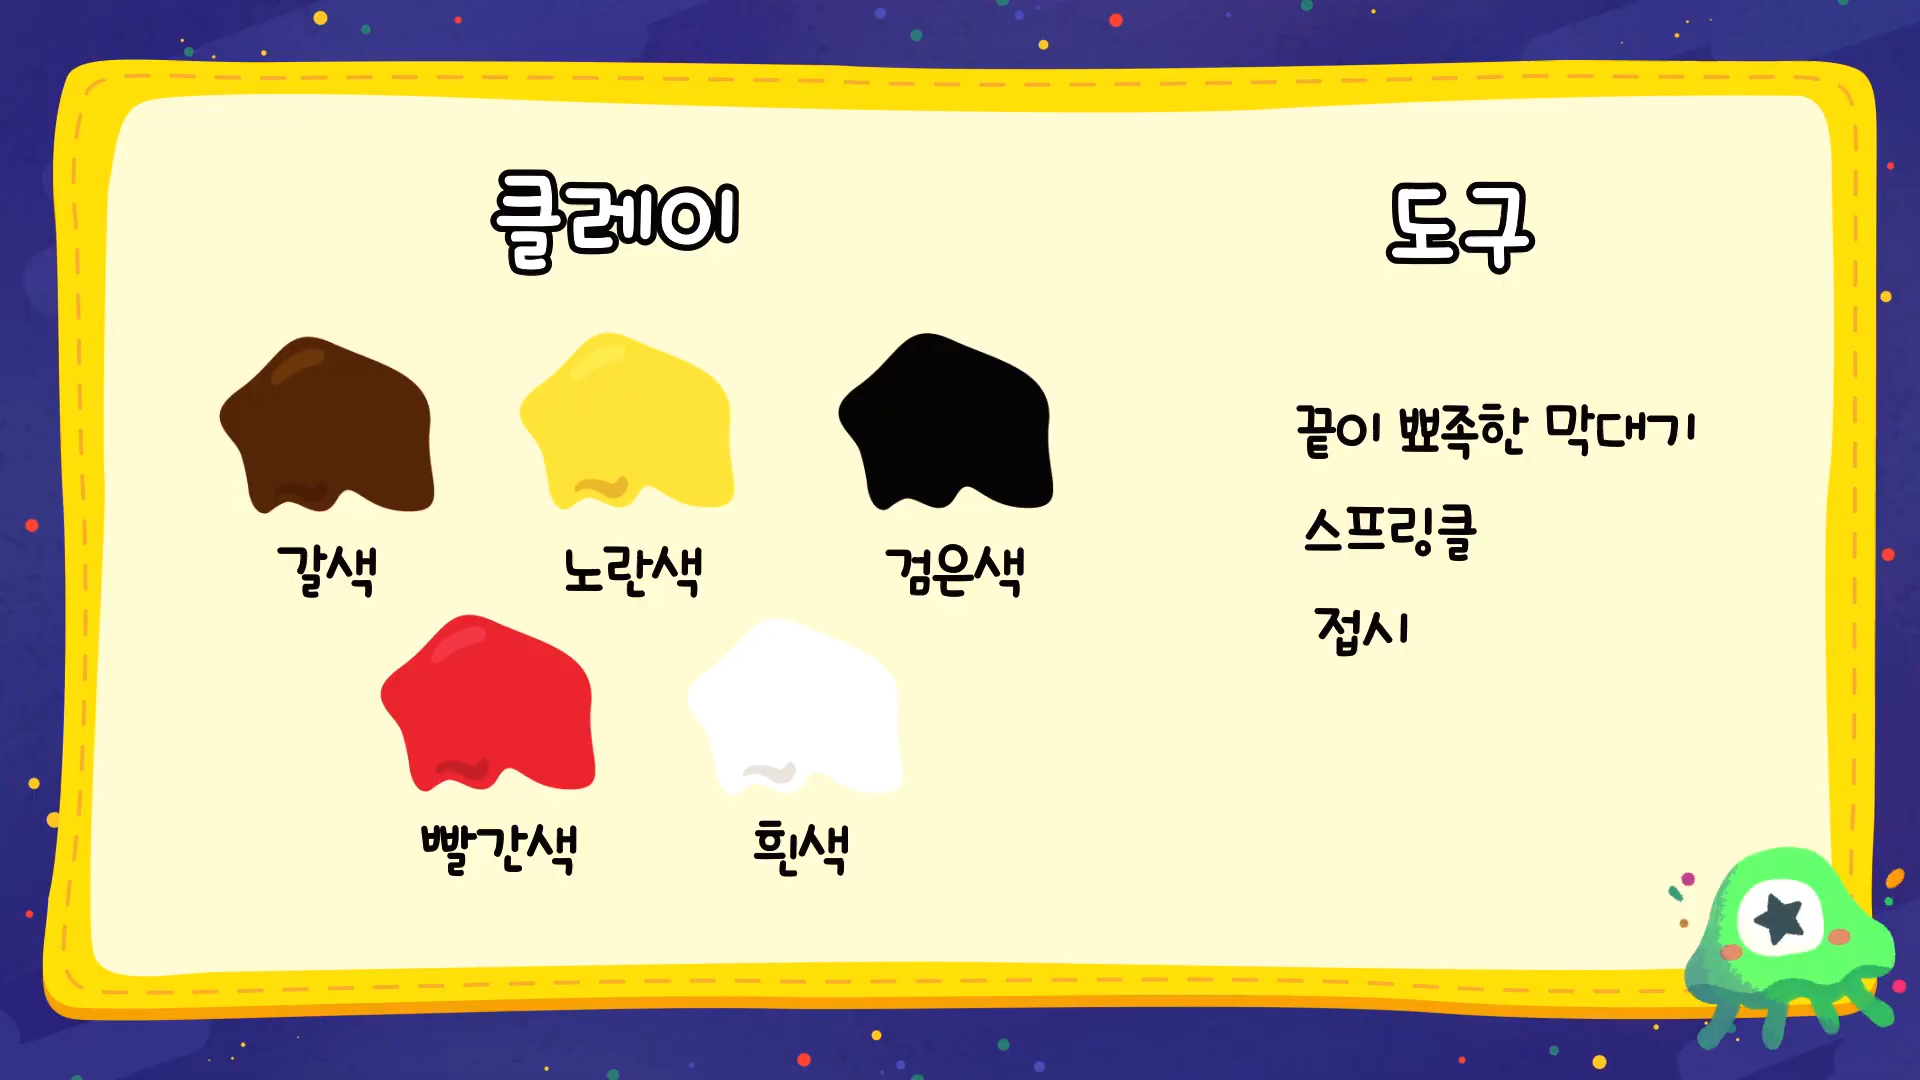 클레이
갈색 노란색 검은색
빨간색 흰색
도구
끝이 뾰족한 막대기
스프링클
접시